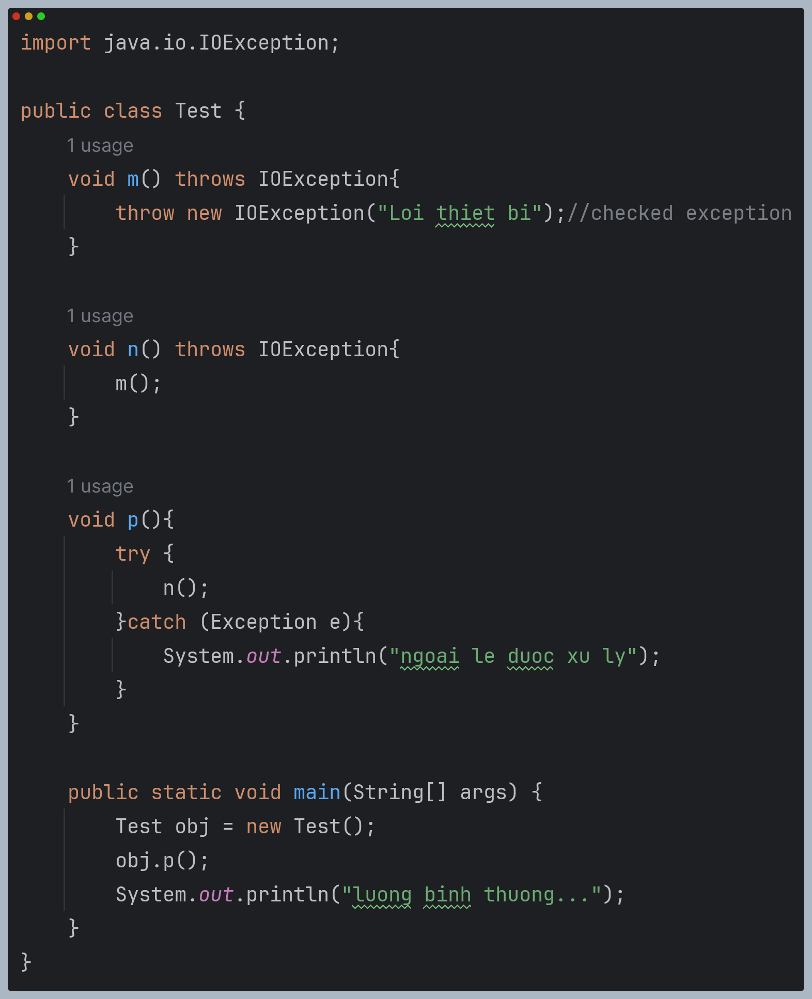 import java.io.IOException;
public class Test {
1 usage
void m() throws IOException{
throw new IOException("Loi thiet bi");//checked exception
}
1 usage
void n() throws IOException{
m();
}
1 usage
void p(){
try {
n();
}catch (Exception e){
System.out.println("ngoai le duoc xu ly");
}
}
public static void main(String[] args) {
Test obj = new Test();
obj.p();
System.out.println("luong binh thuong...");
}
}